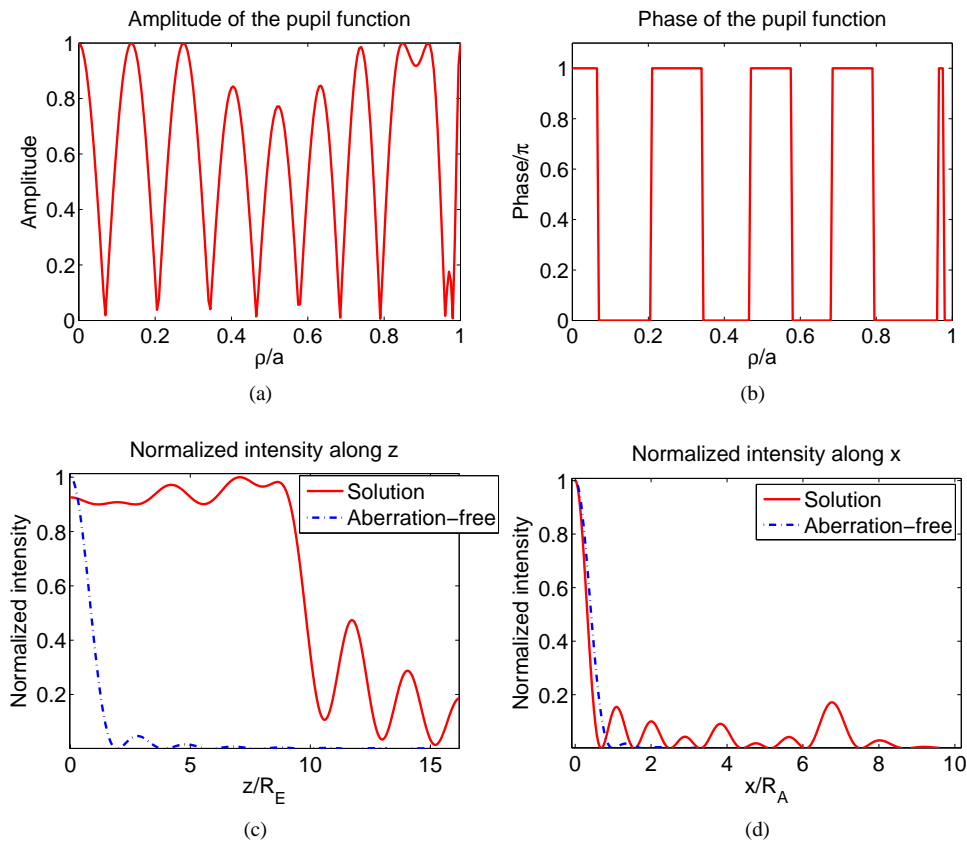 Amplitude of the pupil function
Phase of the pupil function
1
0.8
0.6
0.4
0.2
0
Amplitude
0 0.2 0.4 0.6 0.8 1
ρ/a
(a)
1
0.8
0.6
0.4
0.2
0
Phase/π
0 0.2 0.4 0.6 0.8 1
ρ/a
(b)
Normalized intensity along z
1
0.8
0.6
0.4
0.2
Normalized intensity
Solution
Aberration-free
0 5 10 15
z/R_E
(c)
Normalized intensity along x
1
0.8
0.6
0.4
0.2
Normalized intensity
Solution
Aberration-free
0 2 4 6 8 10
x/R_A
(d)